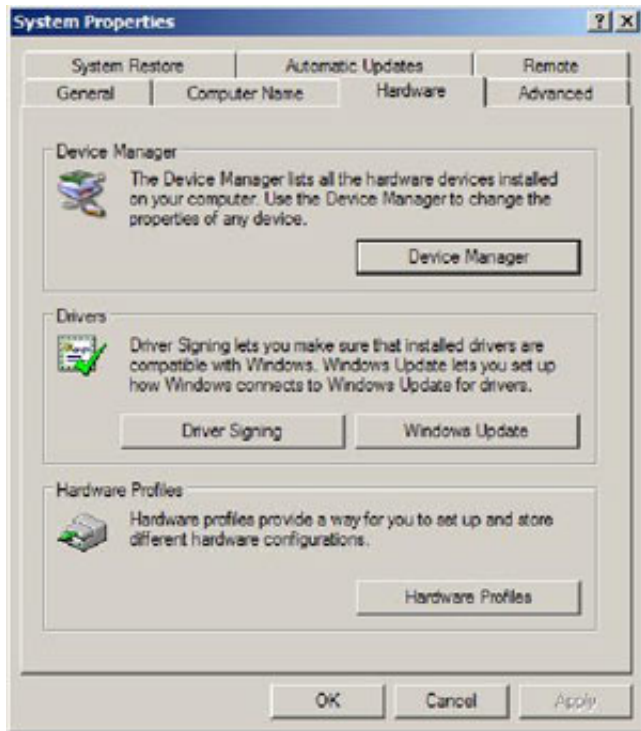 System Properties
System Restore Automatic Updates Remote
General Computer Name Hardware Advanced
Device Manager
The Device Manager lists all the hardware devices installed
on your computer. Use the Device Manager to change the
properties of any device.
Device Manager
Drivers
Driver Signing lets you make sure that installed drivers are
compatible with Windows. Windows Update lets you set up
how Windows connects to Windows Update for drivers.
Driver Signing Windows Update
Hardware Profiles
Hardware profiles provide a way for you to set up and store
different hardware configurations.
Hardware Profiles
OK Cancel Apply